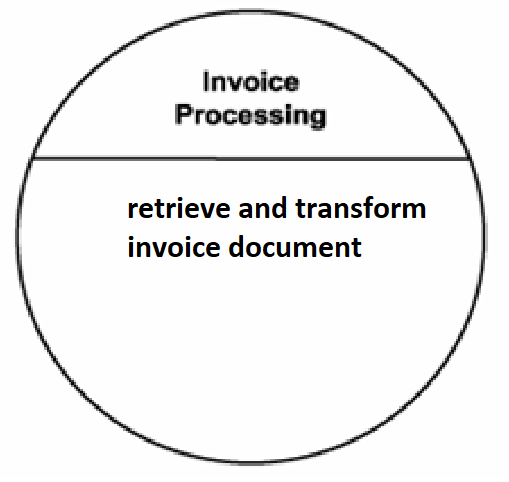 Invoice
Processing
retrieve and transform
invoice document